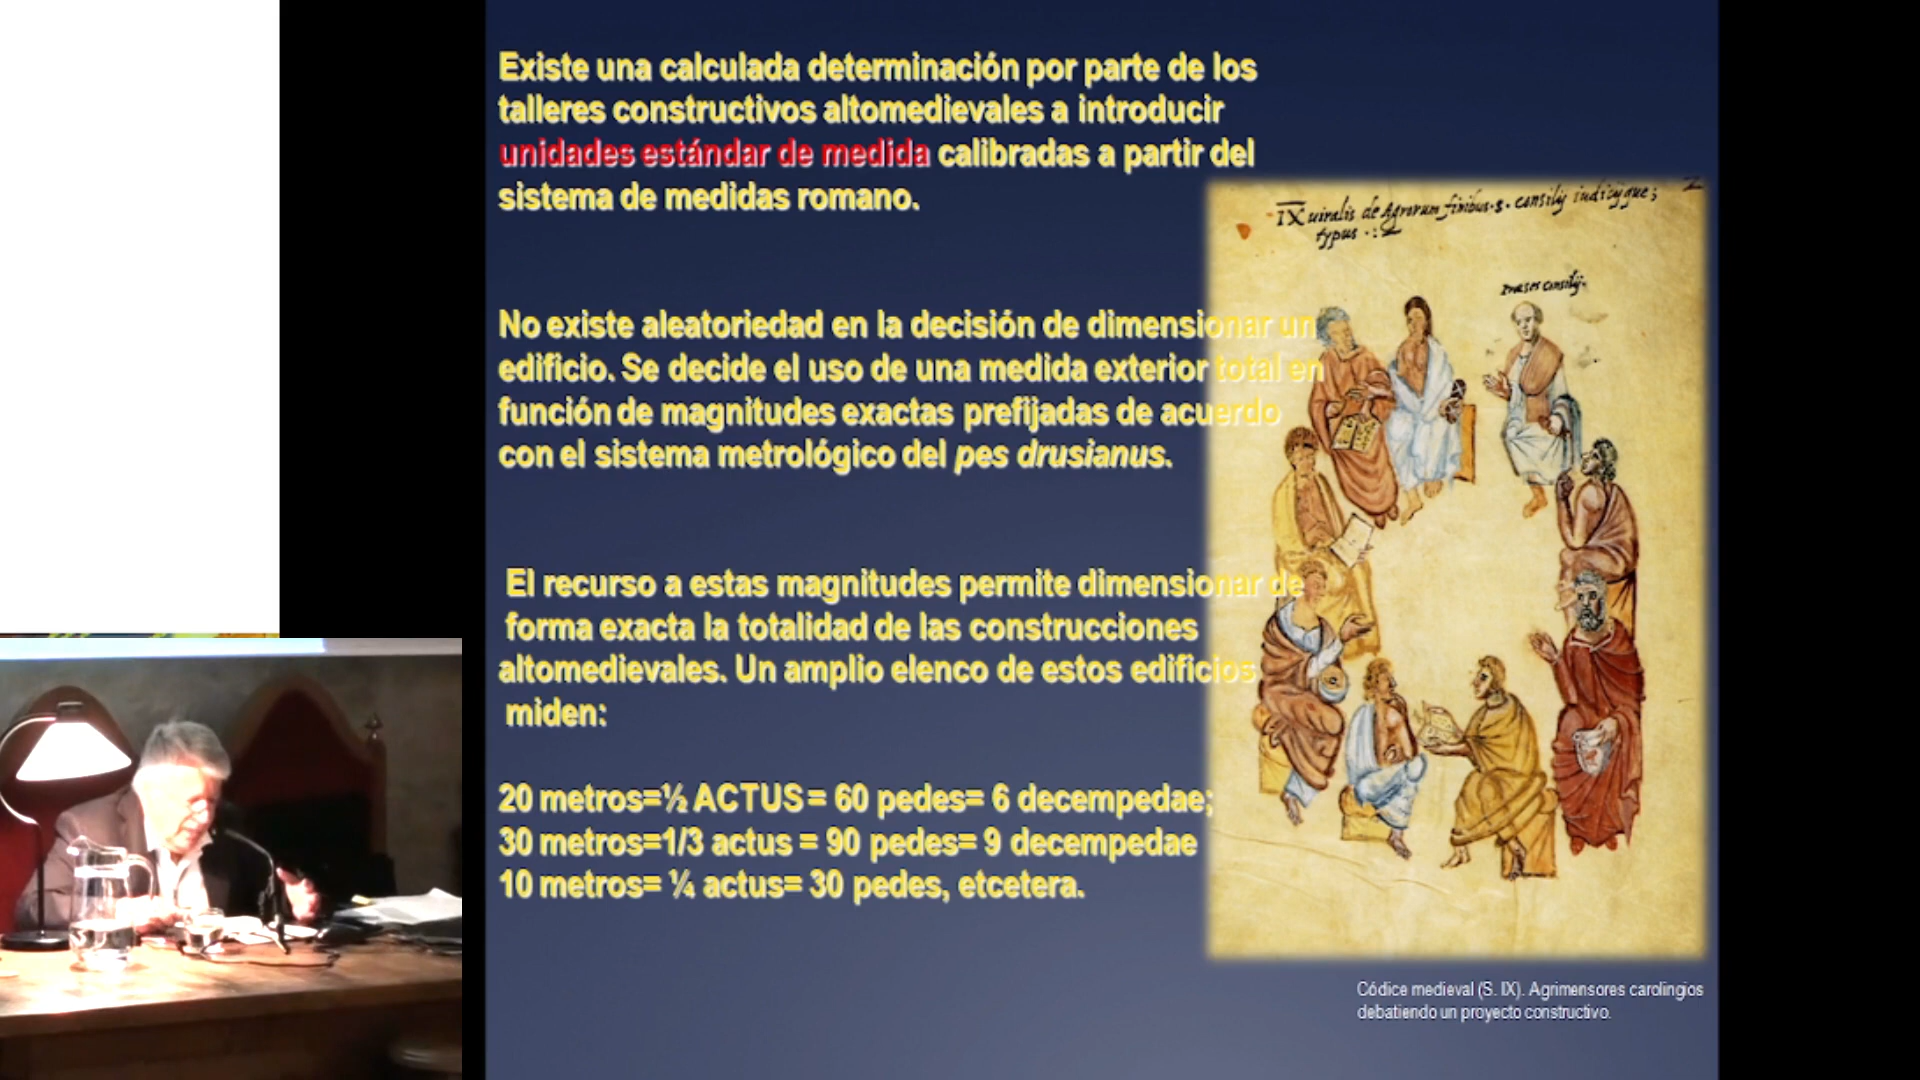 Existe una calculada determinación por parte de los
talleres constructivos altomedievales a introducir
unidades estándar de medida calibradas a partir del
sistema de medidas romano.
No existe aleatoriedad en la decisión de dimensionar un
edificio. Se decide el uso de una medida exterior total en
función de magnitudes exactas prefijadas de acuerdo
con el sistema metrológico del pes drusianus.
El recurso a estas magnitudes permite dimensionar de
forma exacta la totalidad de las construcciones
altomedievales. Un amplio elenco de estos edificios
miden:
20 metros=½ ACTUS= 60 pedes= 6 decempedae;
30 metros=1/3 actus = 90 pedes= 9 decempedae
10 metros= ¼ actus= 30 pedes, etcetera.
IX uiralis de Agrorum finibus.s. consilij iudicyque;
typus
Praeses consilij.
Códice medieval (S. IX). Agrimensores carolingios
debatiendo un proyecto constructivo.